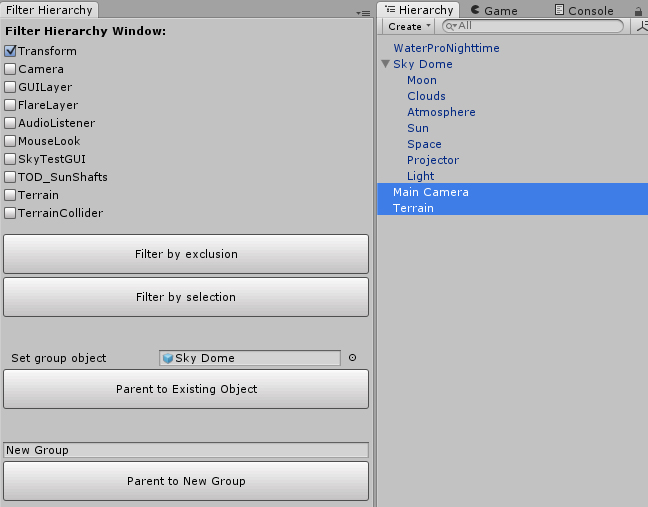 Filter Hierarchy
Filter Hierarchy Window:
Transform
Camera
GUILayer
FlareLayer
AudioListener
MouseLook
SkyTestGUI
TOD_SunShafts
Terrain
TerrainCollider
Filter by exclusion
Filter by selection
Set group object Sky Dome
Parent to Existing Object
New Group
Parent to New Group
Hierarchy Game Console
Create All
WaterProNighttime
Sky Dome
Moon
Clouds
Atmosphere
Sun
Space
Projector
Light
Main Camera
Terrain